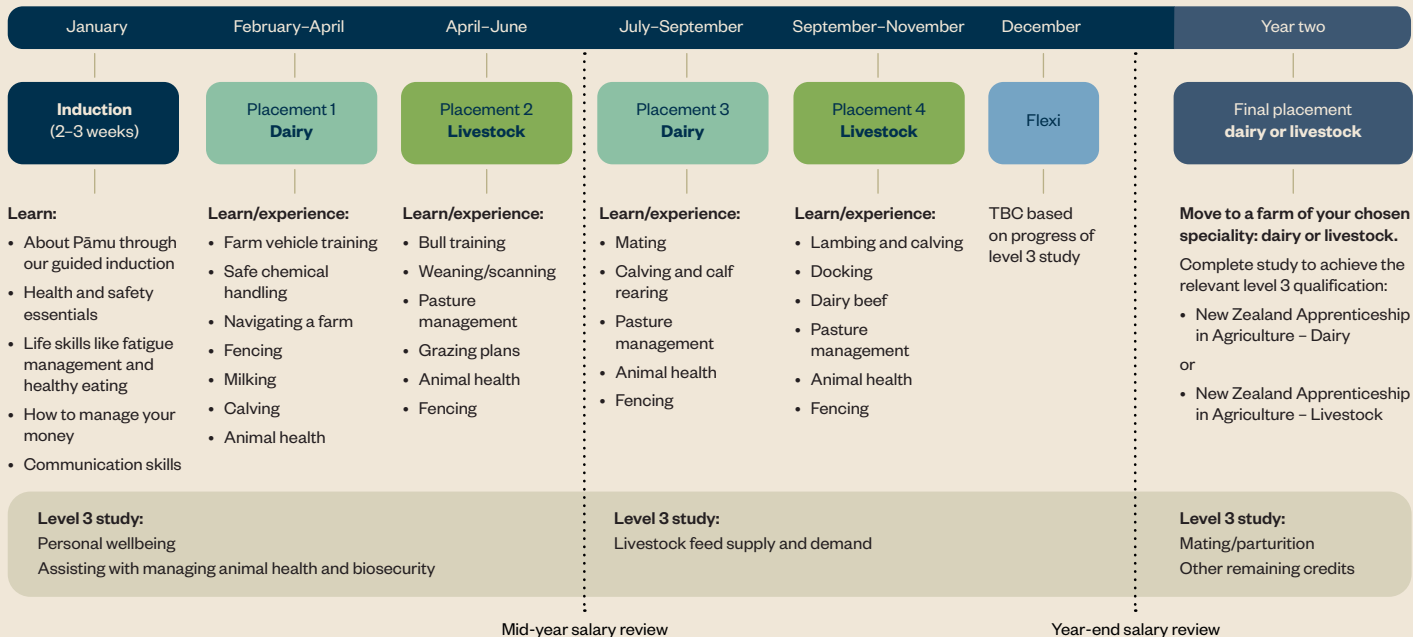 January
February–April
April–June
July–September
September–November
December
Year two
Induction
(2–3 weeks)
Placement 1
Dairy
Placement 2
Livestock
Placement 3
Dairy
Placement 4
Livestock
Flexi
Final placement
dairy or livestock
Learn:
• About Pāmu through
our guided induction
• Health and safety
essentials
• Life skills like fatigue
management and
healthy eating
• How to manage your
money
• Communication skills
Learn/experience:
• Farm vehicle training
• Safe chemical
handling
• Navigating a farm
• Fencing
• Milking
• Calving
• Animal health
Learn/experience:
• Bull training
• Weaning/scanning
• Pasture
management
• Grazing plans
• Animal health
• Fencing
Learn/experience:
• Mating
• Calving and calf
rearing
• Pasture
management
• Animal health
• Fencing
Learn/experience:
• Lambing and calving
• Docking
• Dairy beef
• Pasture
management
• Animal health
• Fencing
TBC based
on progress of
level 3 study
Move to a farm of your chosen
speciality: dairy or livestock.
Complete study to achieve the
relevant level 3 qualification:
• New Zealand Apprenticeship
in Agriculture – Dairy
or
• New Zealand Apprenticeship
in Agriculture – Livestock
Level 3 study:
Personal wellbeing
Assisting with managing animal health and biosecurity
Level 3 study:
Livestock feed supply and demand
Level 3 study:
Mating/parturition
Other remaining credits
Mid-year salary review
Year-end salary review